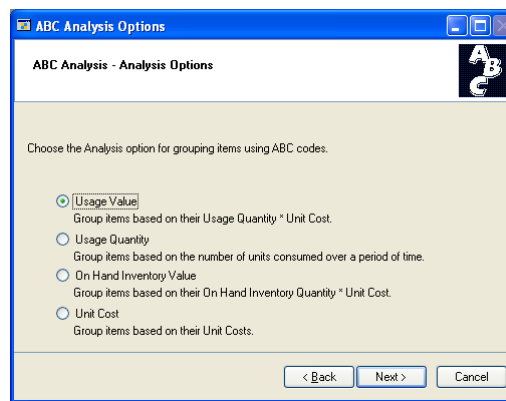 ABC Analysis Options
ABC Analysis - Analysis Options
ABC
Choose the Analysis option for grouping items using ABC codes.
Usage Value
Group items based on their Usage Quantity * Unit Cost.
Usage Quantity
Group items based on the number of units consumed over a period of time.
On Hand Inventory Value
Group items based on their On Hand Inventory Quantity * Unit Cost.
Unit Cost
Group items based on their Unit Costs.
< Back Next > Cancel